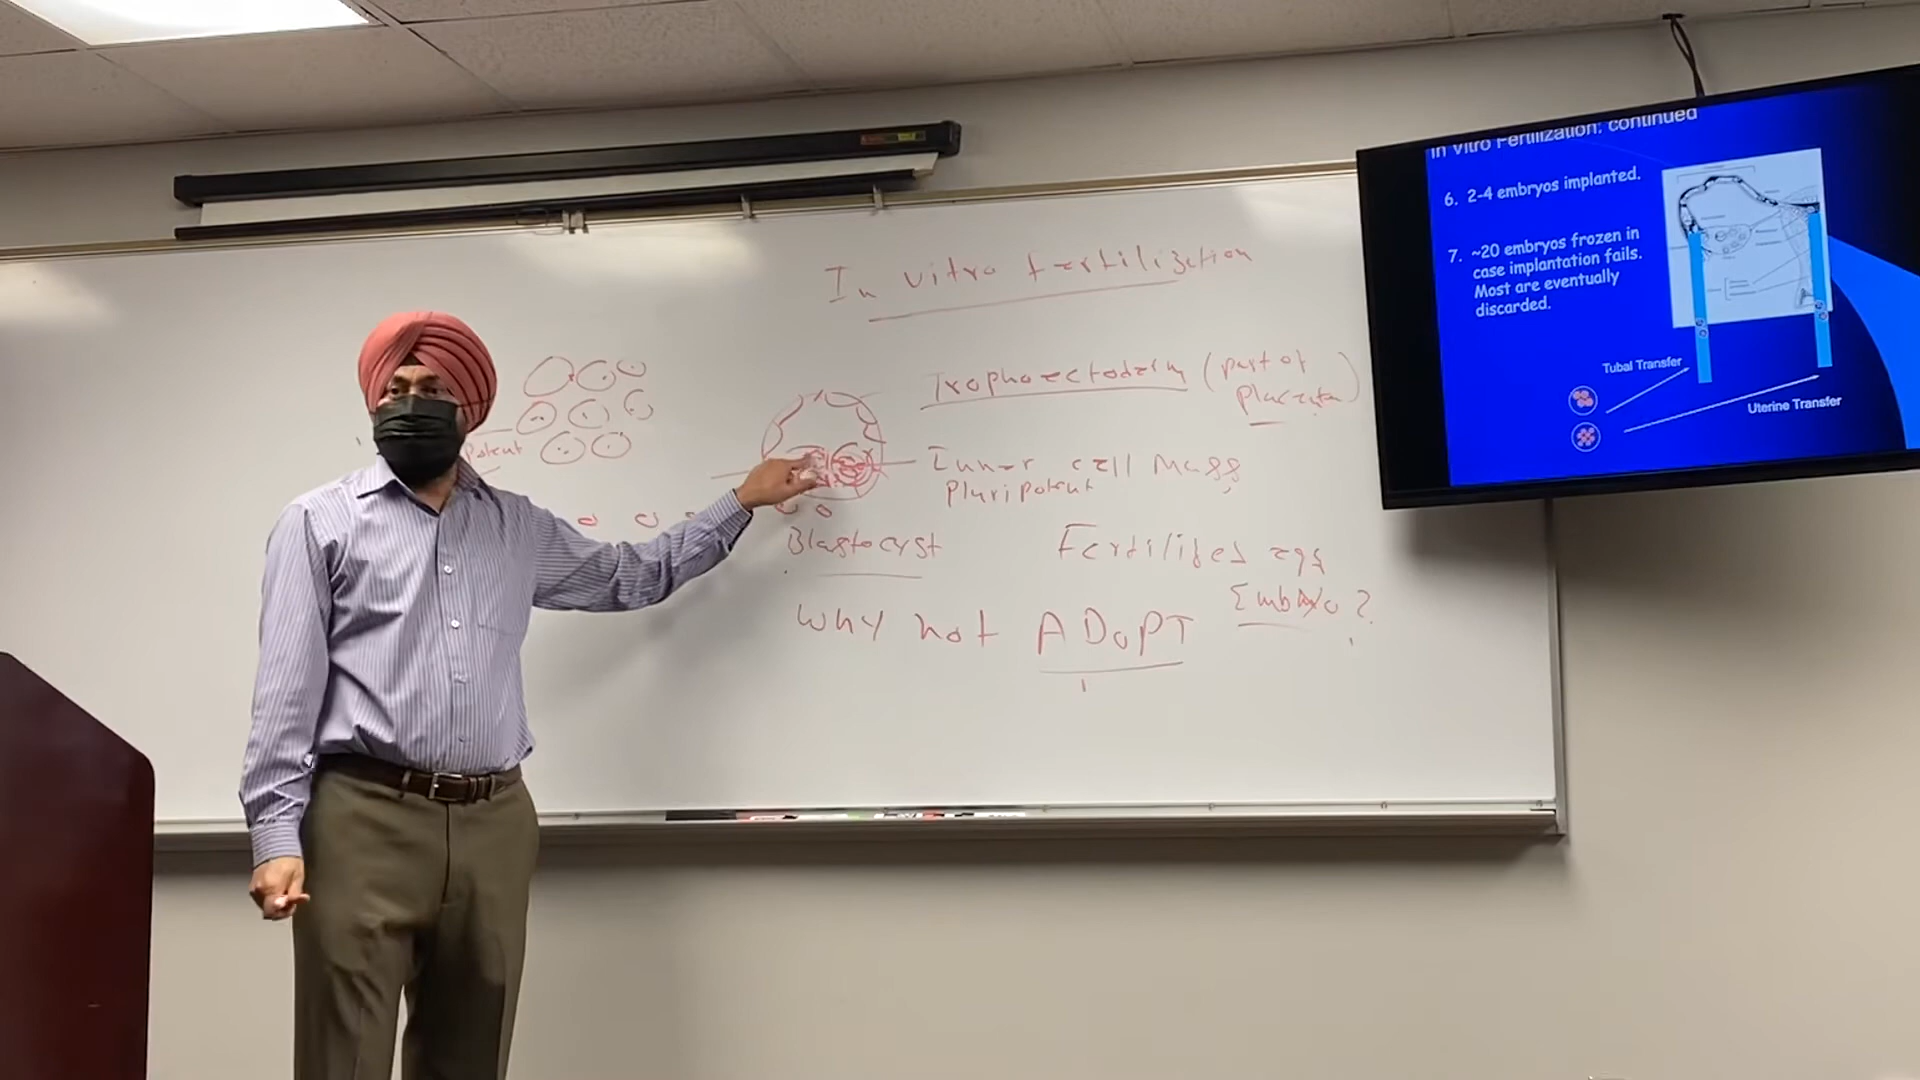 In vitro fertilization
Trophoectoderm (part of
placenta)
Potent
Inner cell Mass
Pluripotent
Blastocyst
Fertilized egg
Embryo?
Why not ADOPT
In Vitro Fertilization: continued
6. 2-4 embryos implanted.
7. ~20 embryos frozen in
case implantation fails.
Most are eventually
discarded.
Tubal Transfer
Uterine Transfer